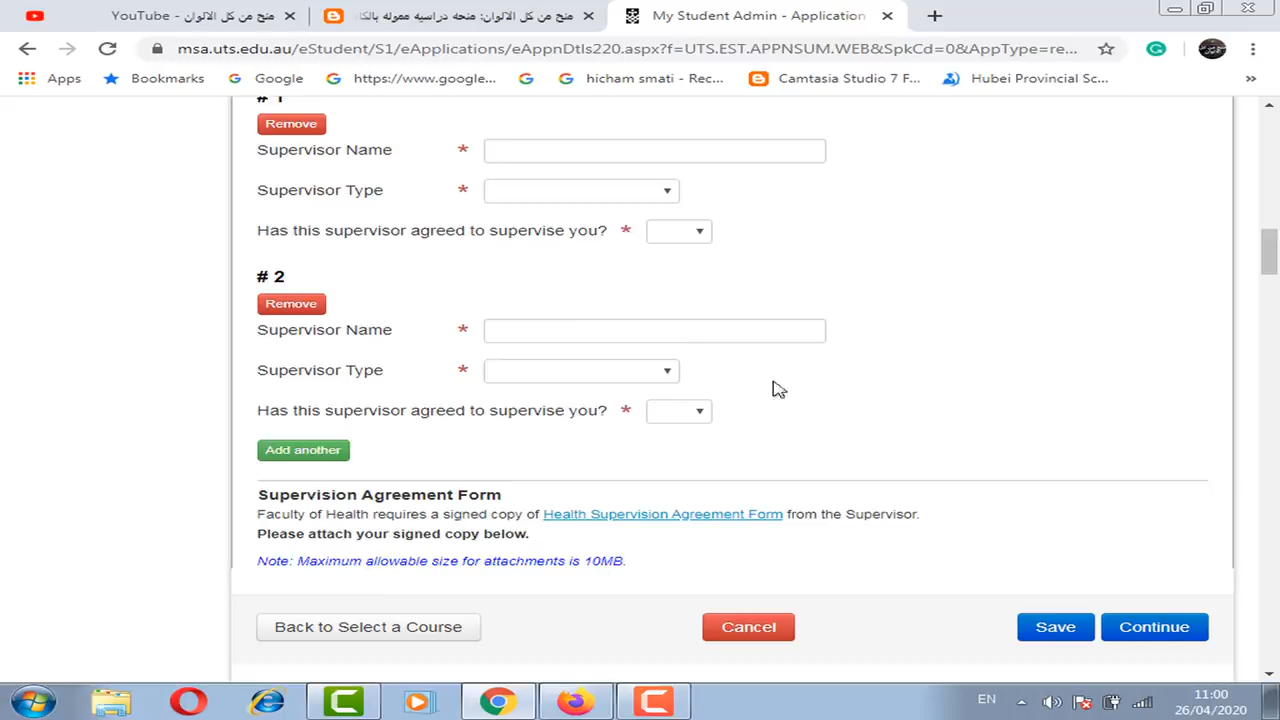 YouTube - منح من كل الالوان
منح من كل الالوان: منحه دراسيه مموله بالكا
My Student Admin - Application
msa.uts.edu.au/eStudent/S1/eApplications/eAppnDtls220.aspx?f=UTS.EST.APPNSUM.WEB&SpkCd=0&AppType=re...
Apps Bookmarks Google https://www.google... hicham smati - Rec... Camtasia Studio 7 F... Hubei Provincial Sc... »
# 1
Remove
Supervisor Name *
Supervisor Type *
Has this supervisor agreed to supervise you? *
# 2
Remove
Supervisor Name *
Supervisor Type *
Has this supervisor agreed to supervise you? *
Add another
Supervision Agreement Form
Faculty of Health requires a signed copy of Health Supervision Agreement Form from the Supervisor.
Please attach your signed copy below.
Note: Maximum allowable size for attachments is 10MB.
Back to Select a Course Cancel Save Continue
EN 11:00
26/04/2020